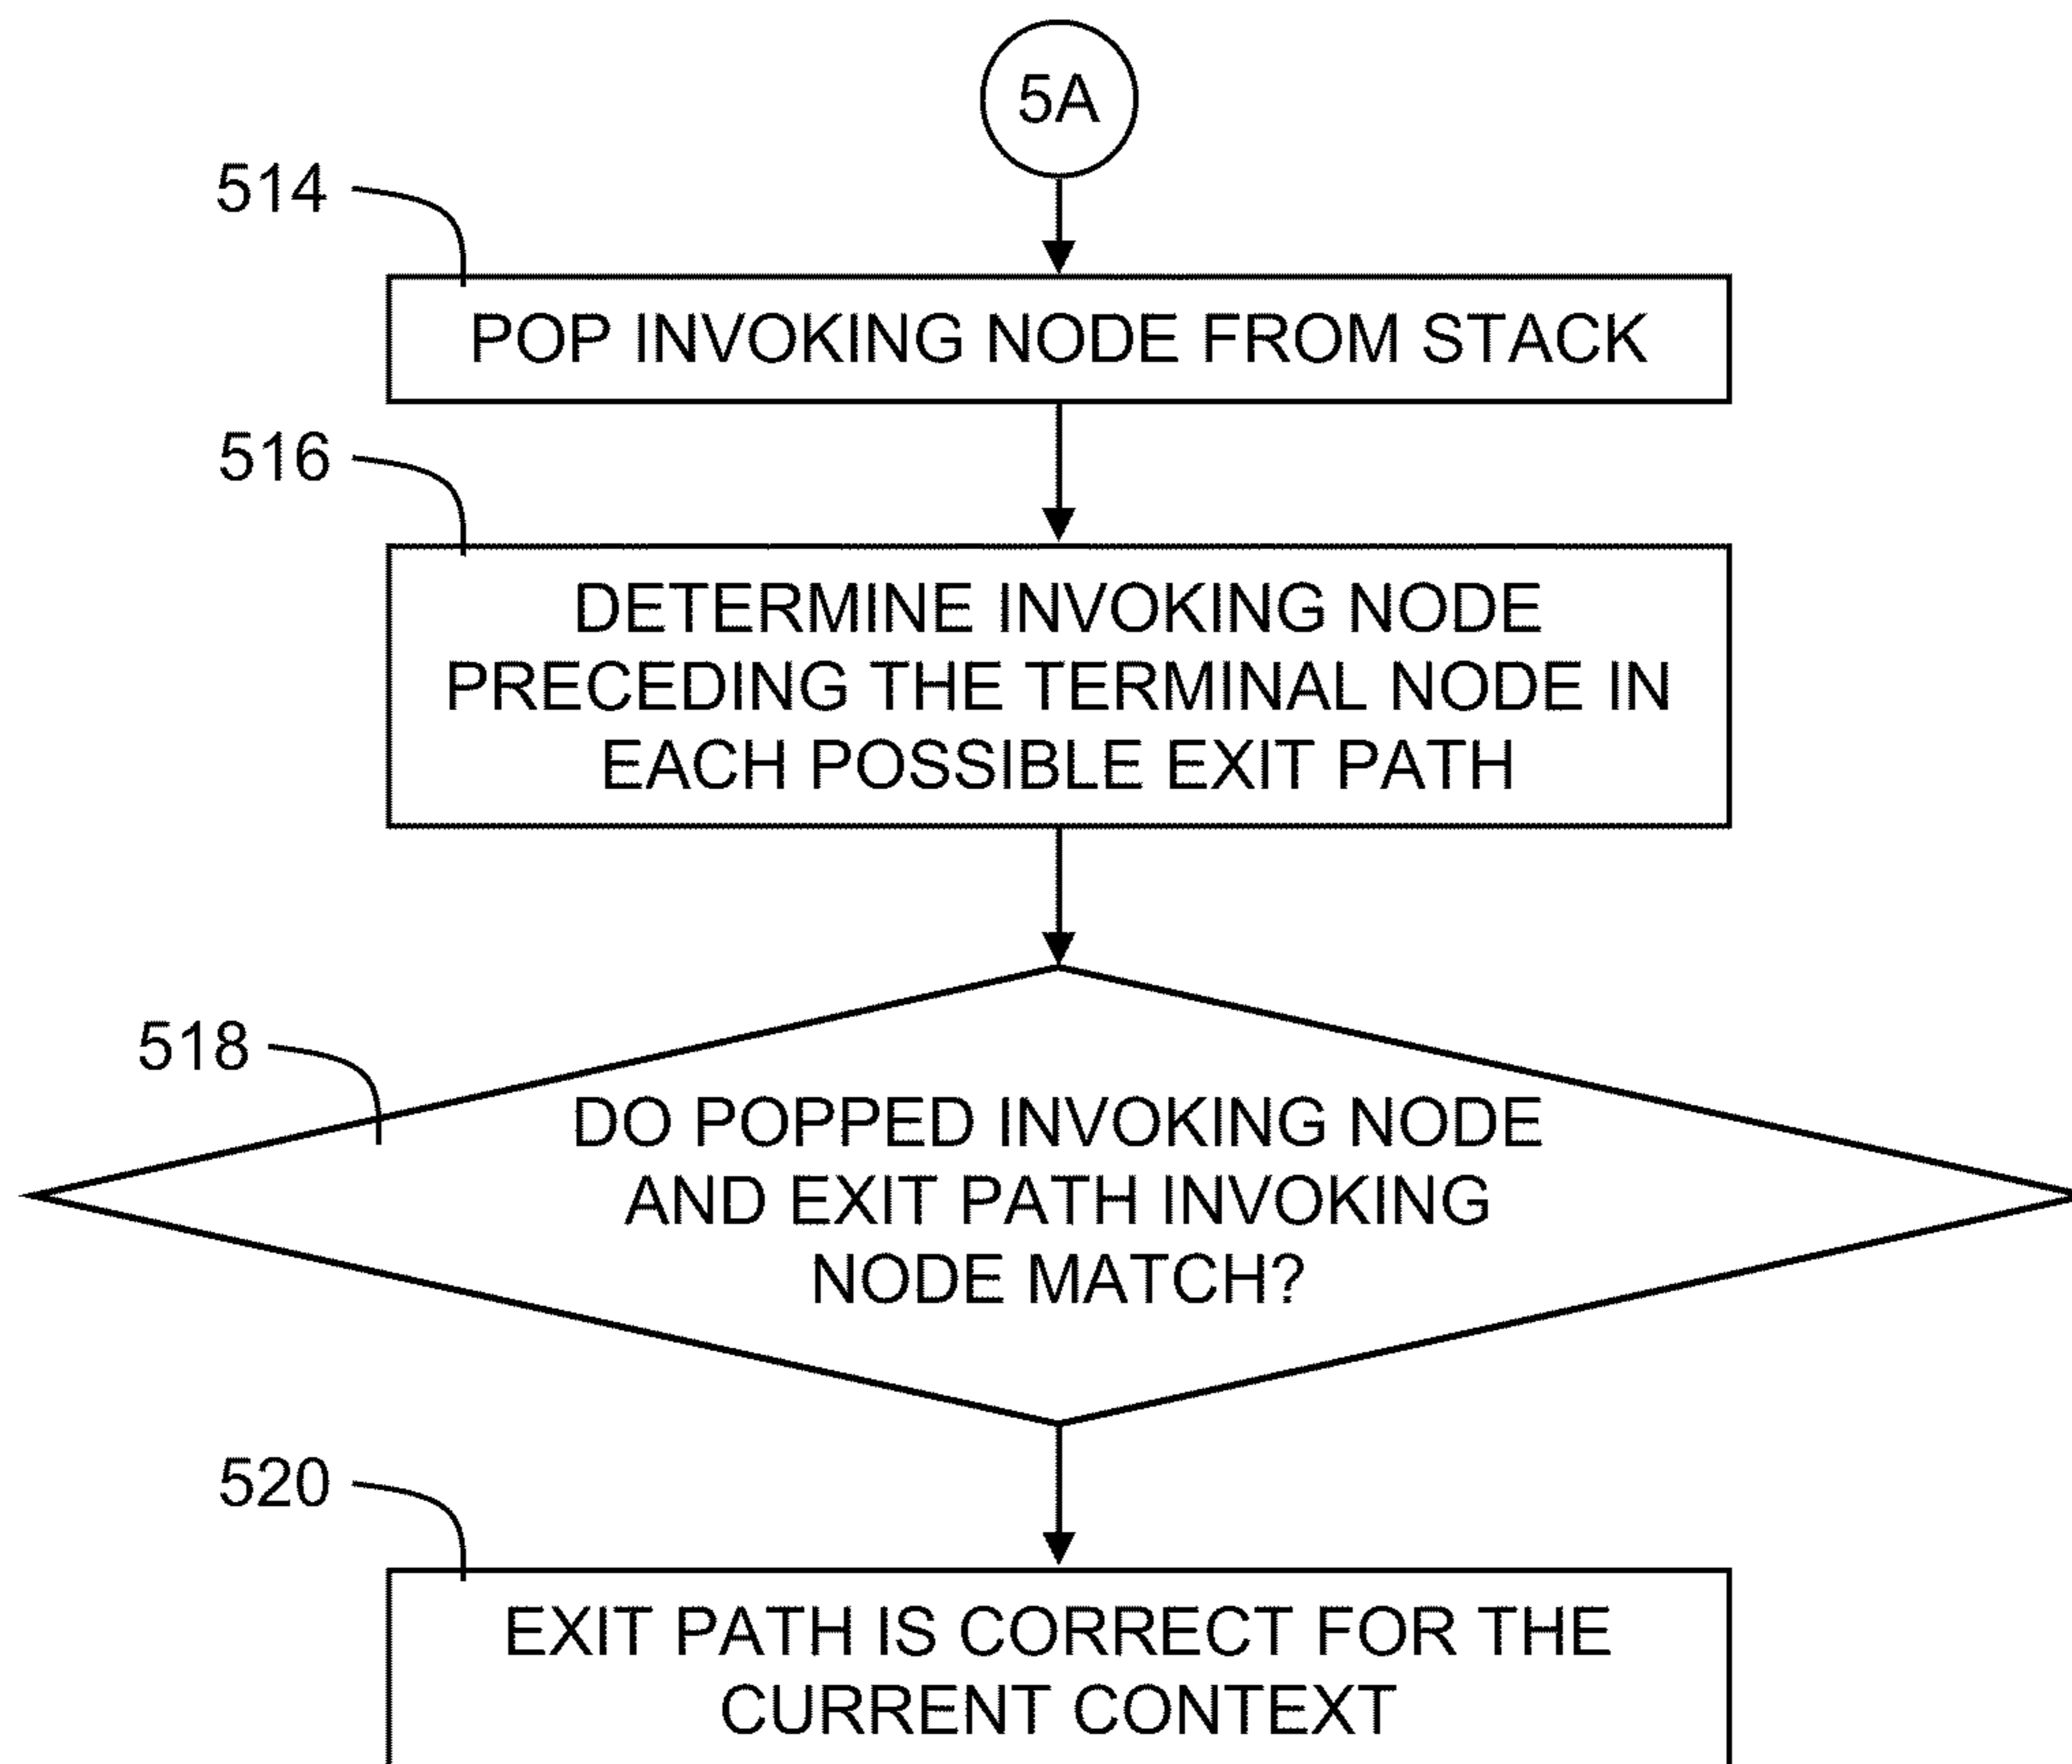 5A
514
POP INVOKING NODE FROM STACK
516
DETERMINE INVOKING NODE
PRECEDING THE TERMINAL NODE IN
EACH POSSIBLE EXIT PATH
518
DO POPPED INVOKING NODE
AND EXIT PATH INVOKING
NODE MATCH?
520
EXIT PATH IS CORRECT FOR THE
CURRENT CONTEXT